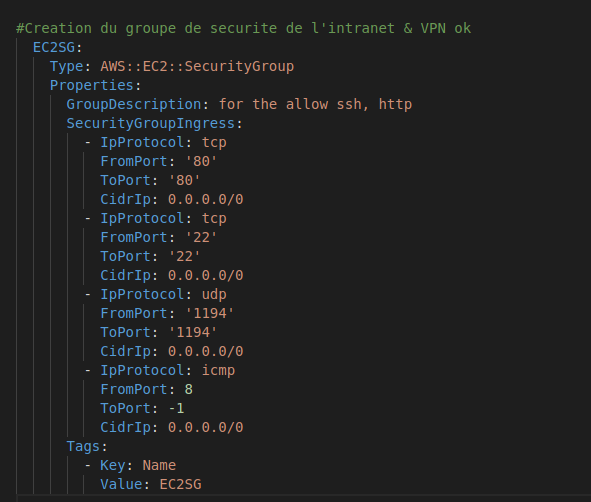 #Creation du groupe de securite de l'intranet & VPN ok
EC2SG:
Type: AWS::EC2::SecurityGroup
Properties:
GroupDescription: for the allow ssh, http
SecurityGroupIngress:
- IpProtocol: tcp
FromPort: '80'
ToPort: '80'
CidrIp: 0.0.0.0/0
- IpProtocol: tcp
FromPort: '22'
ToPort: '22'
CidrIp: 0.0.0.0/0
- IpProtocol: udp
FromPort: '1194'
ToPort: '1194'
CidrIp: 0.0.0.0/0
- IpProtocol: icmp
FromPort: 8
ToPort: -1
CidrIp: 0.0.0.0/0
Tags:
- Key: Name
Value: EC2SG